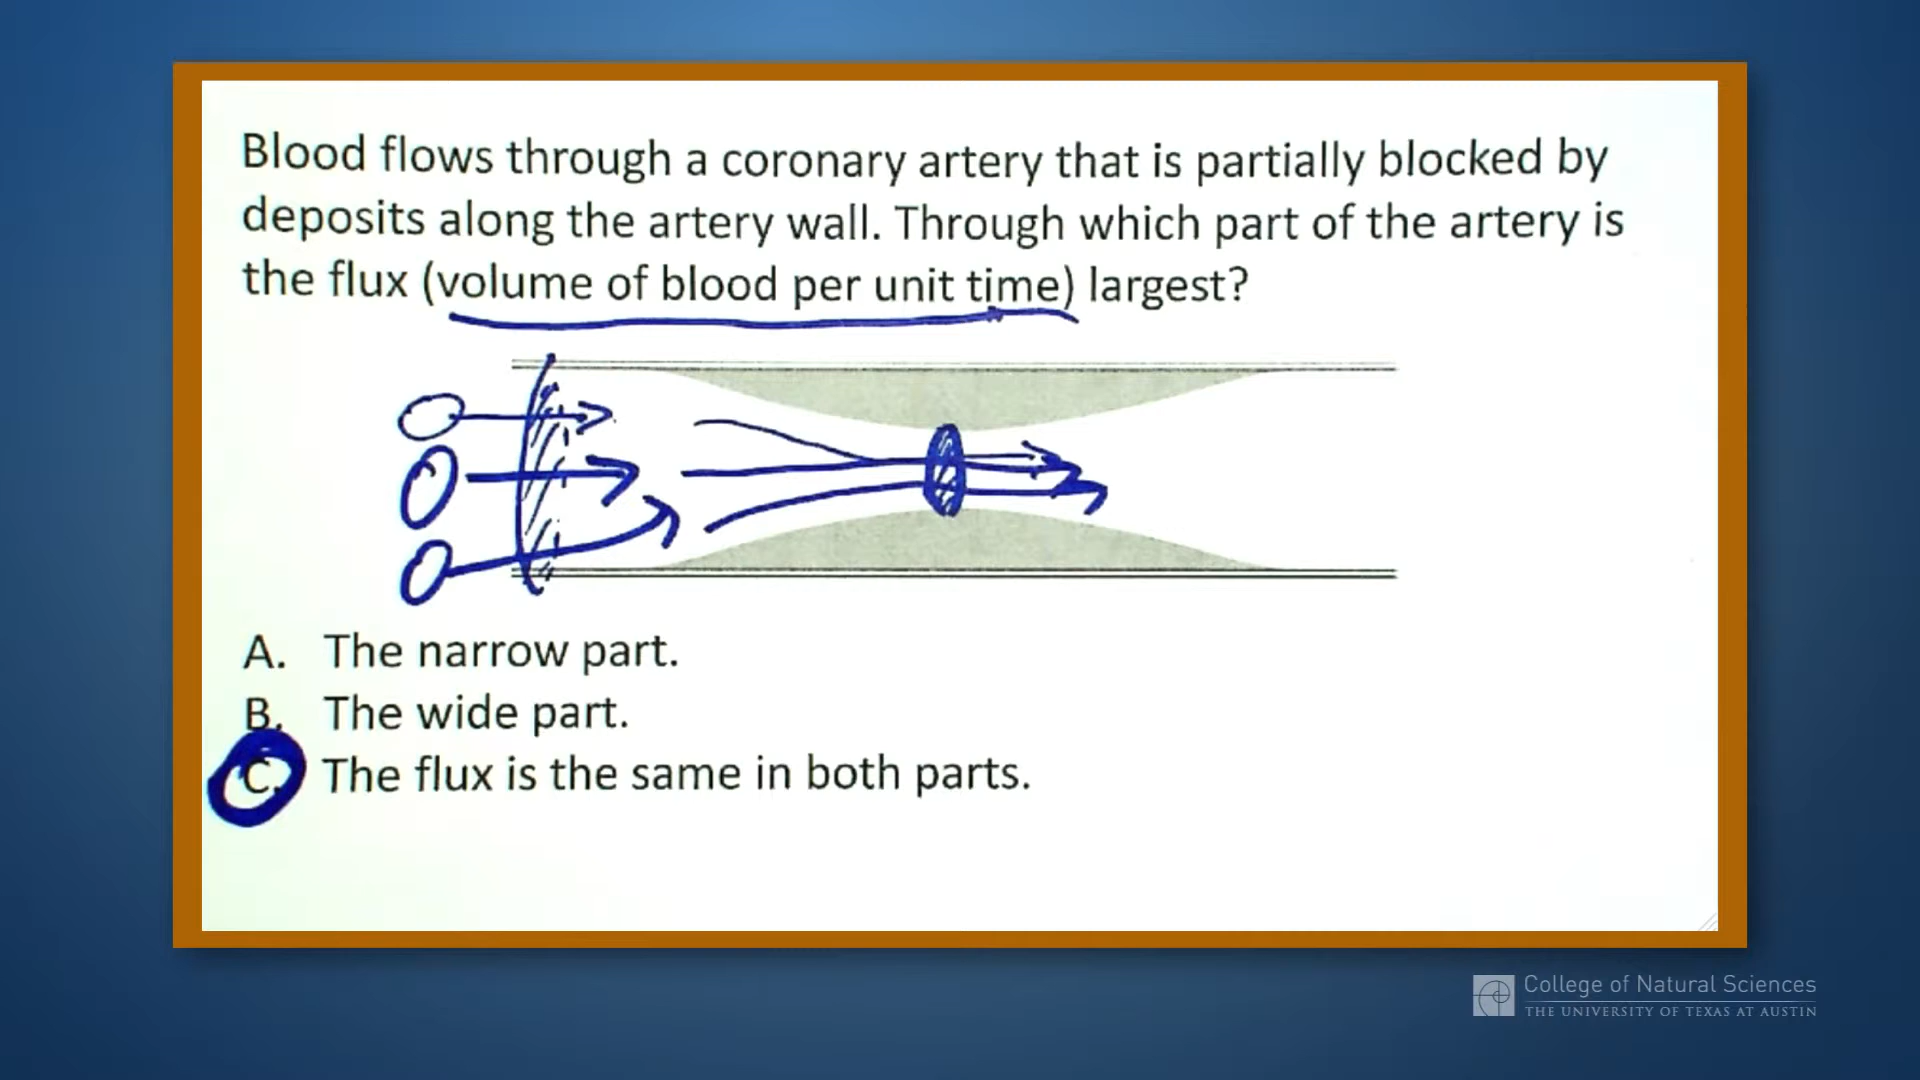 Blood flows through a coronary artery that is partially blocked by
deposits along the artery wall. Through which part of the artery is
the flux (volume of blood per unit time) largest?
A. The narrow part.
B. The wide part.
C. The flux is the same in both parts.
College of Natural Sciences
THE UNIVERSITY OF TEXAS AT AUSTIN